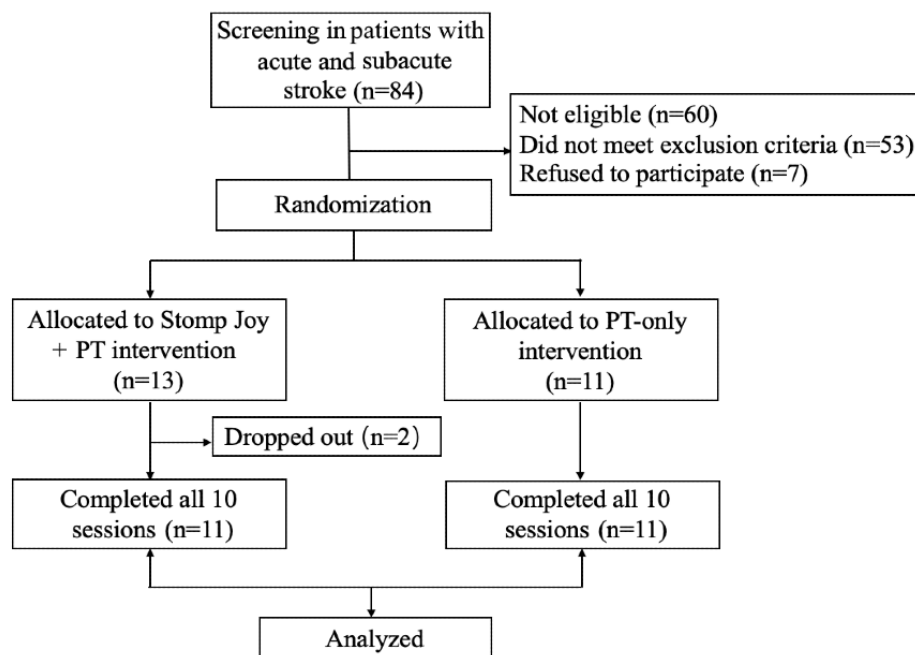 Screening in patients with
acute and subacute
stroke (n=84)
Not eligible (n=60)
Did not meet exclusion criteria (n=53)
Refused to participate (n=7)
Randomization
Allocated to Stomp Joy
+ PT intervention
(n=13)
Allocated to PT-only
intervention
(n=11)
Dropped out (n=2)
Completed all 10
sessions (n=11)
Completed all 10
sessions (n=11)
Analyzed